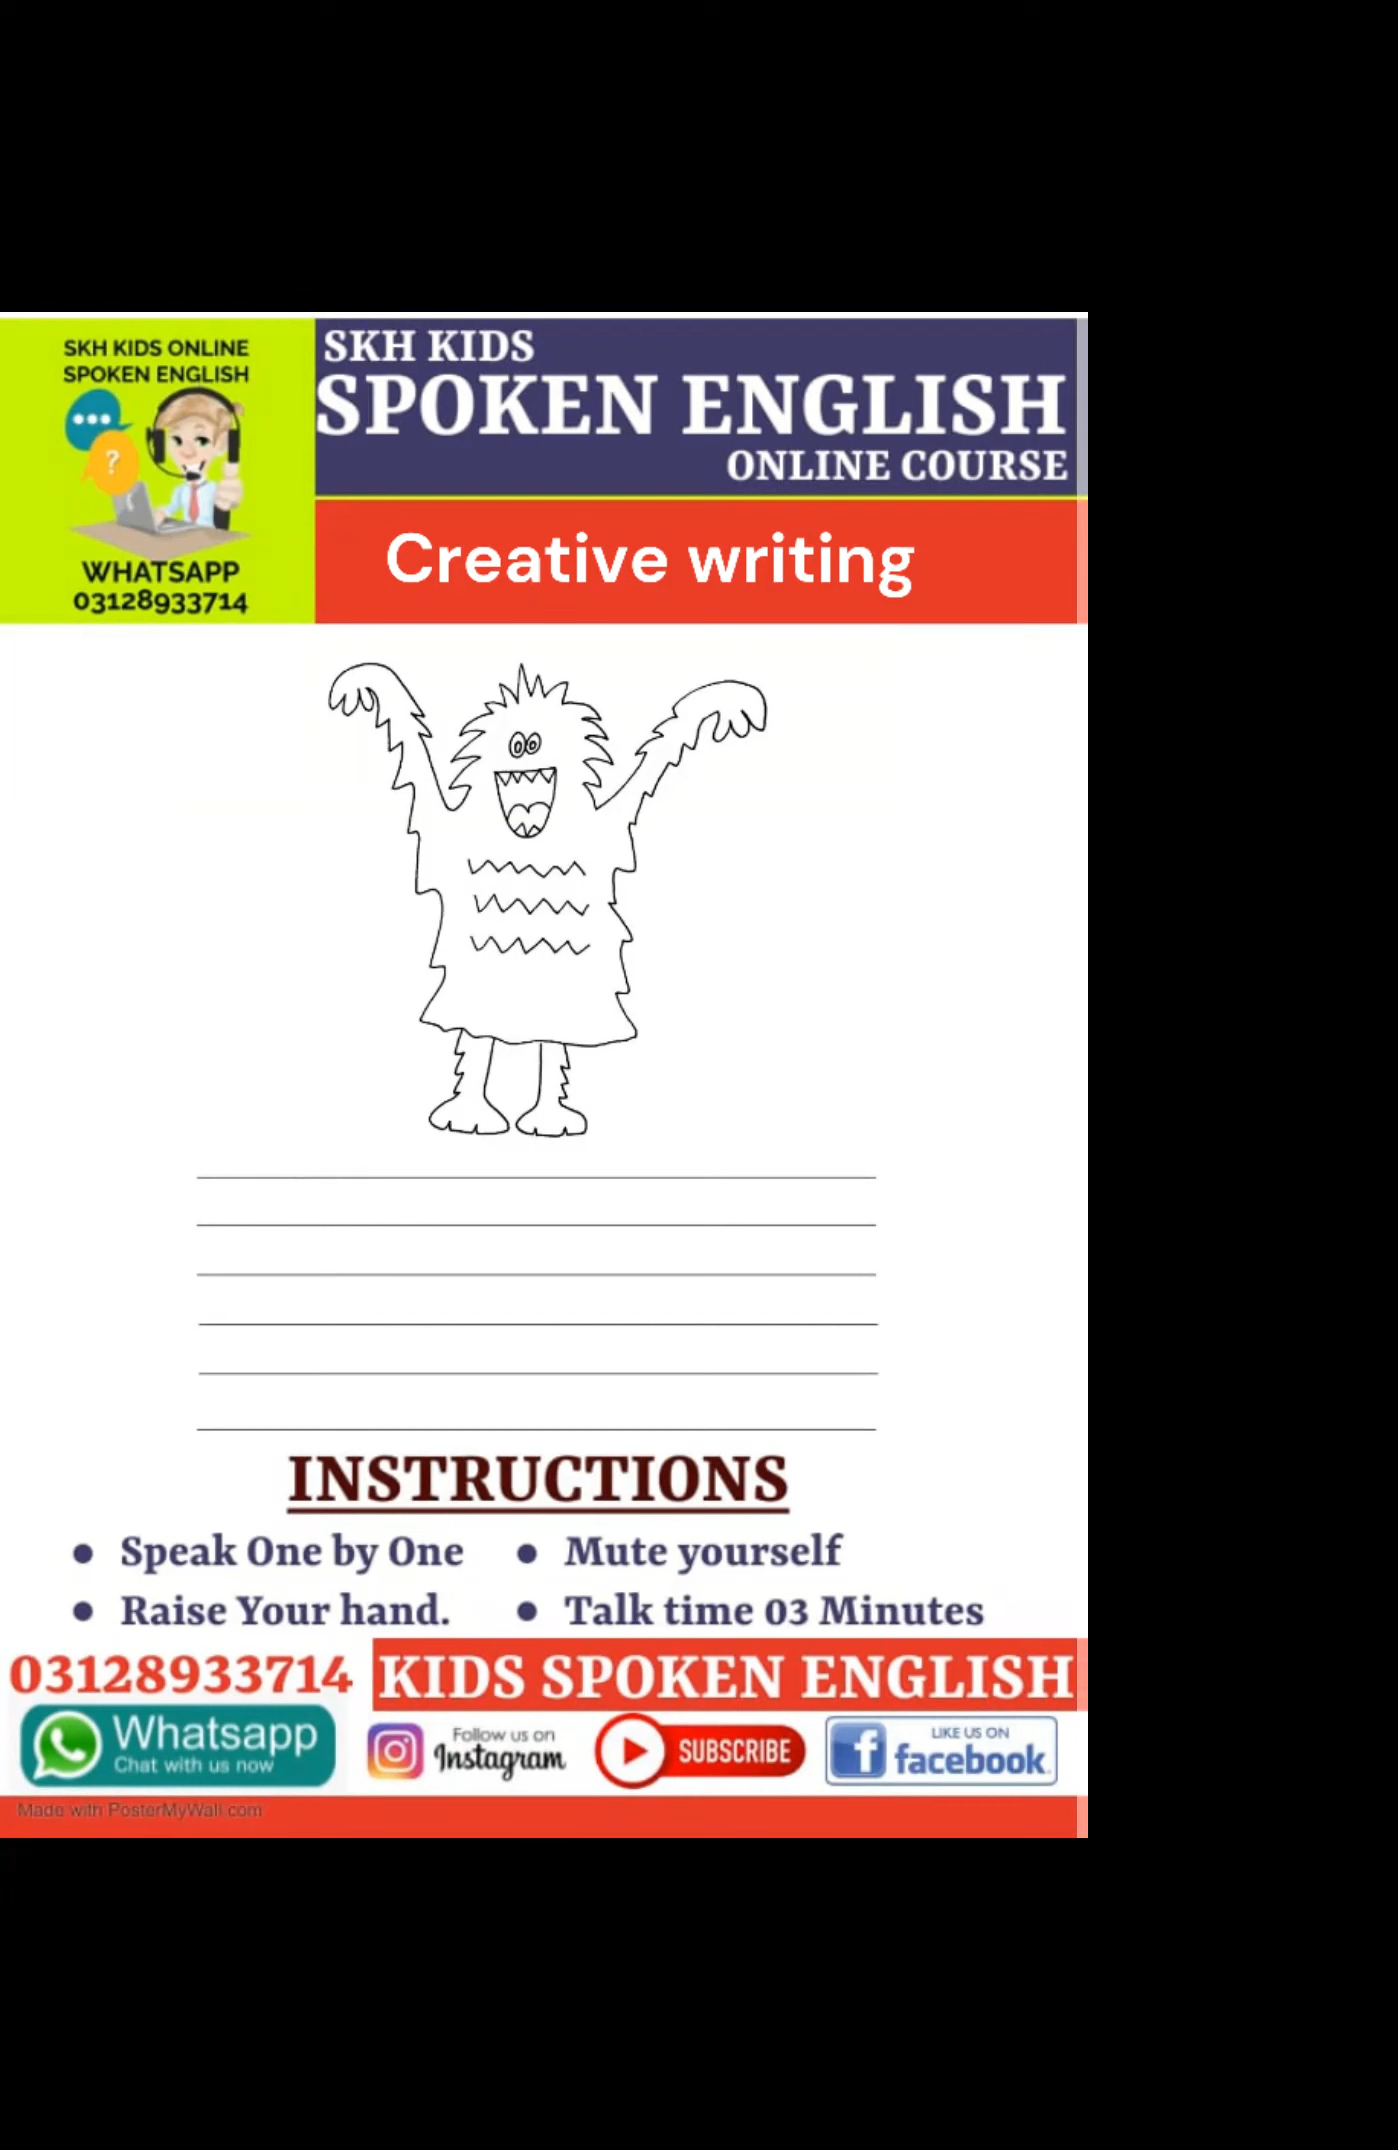 SKH KIDS ONLINE
SPOKEN ENGLISH
?
WHATSAPP
03128933714
SKH KIDS
SPOKEN ENGLISH
ONLINE COURSE
Creative writing
INSTRUCTIONS
• Speak One by One
• Mute yourself
• Raise Your hand.
• Talk time 03 Minutes
03128933714
KIDS SPOKEN ENGLISH
Whatsapp
Chat with us now
Follow us on
Instagram
SUBSCRIBE
LIKE US ON
facebook
Made with PosterMyWall.com